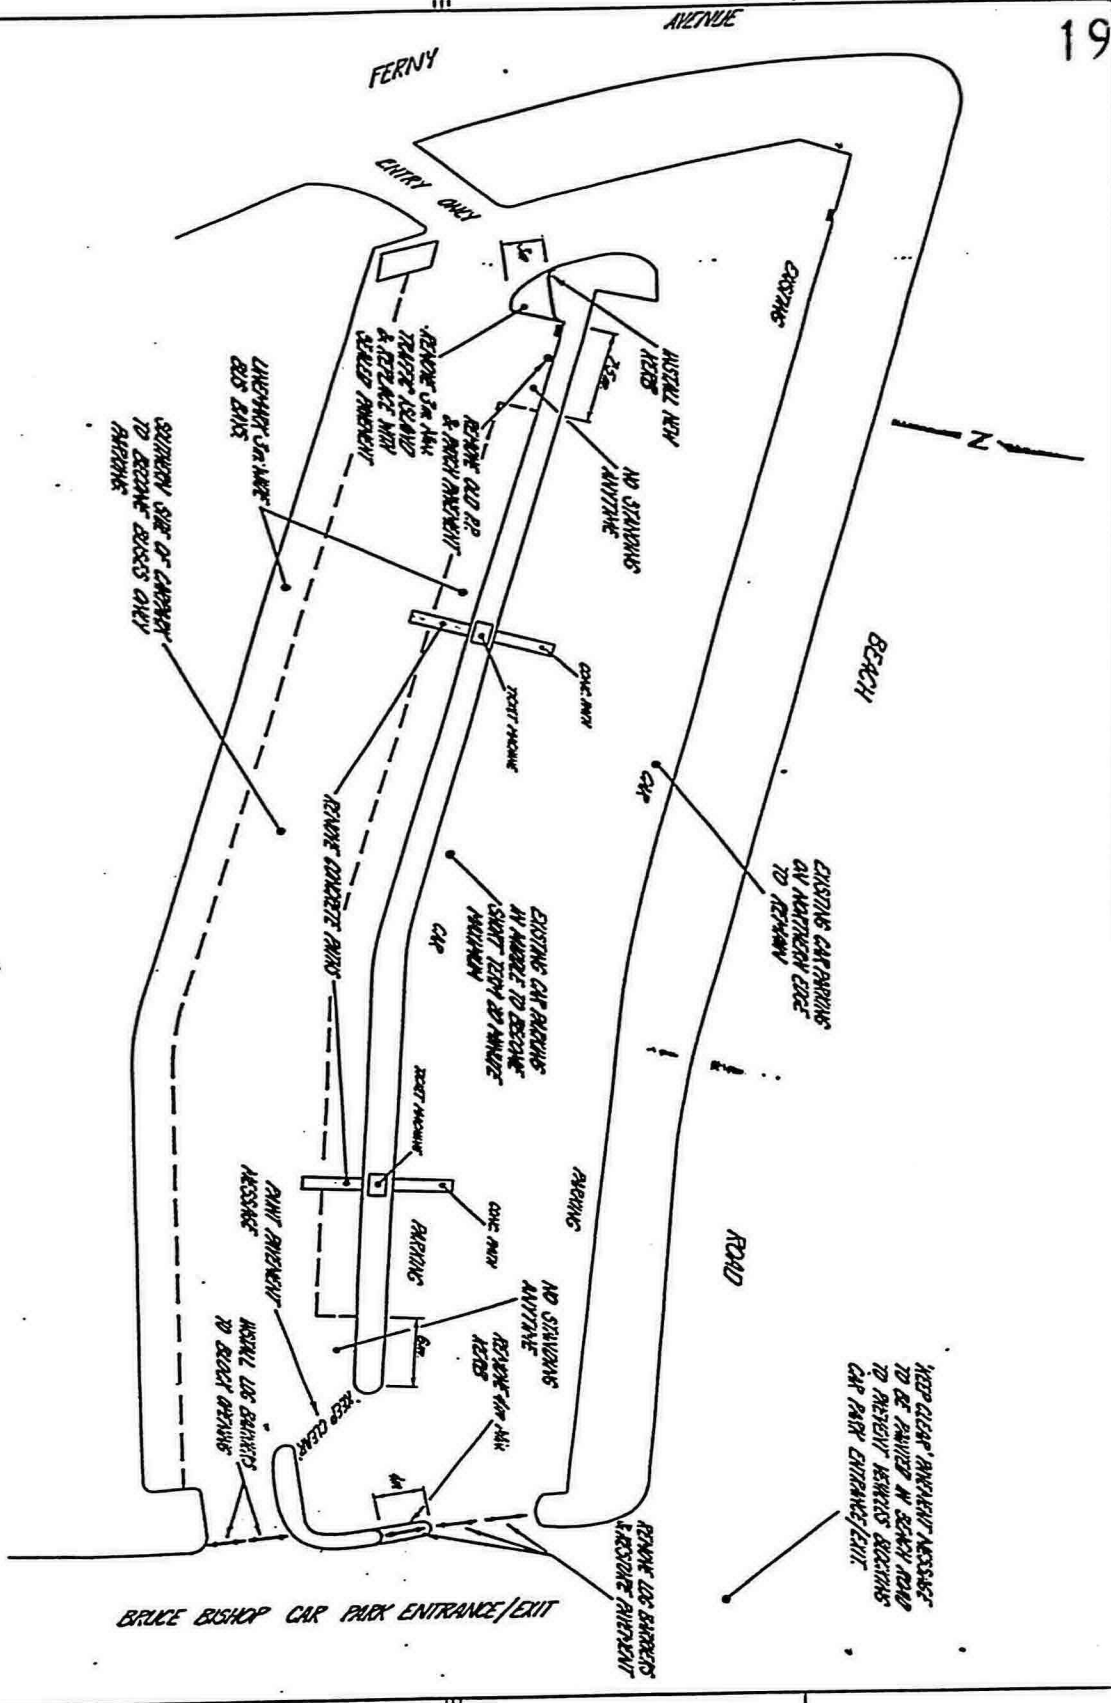 19
AVENUE
FERNY
ENTRY ONLY
EXISTING
3m
7.5m
INSTALL NEW
KERB
REMOVE 3m MIN
TRAFFIC ISLAND
& REPLACE WITH
SEALED PAVEMENT
REMOVE OLD P.P.
& PATCH PAVEMENT
NO STANDING
ANYTIME
N
LINEMARK 3m WIDE
BUS BAYS
SOUTHERN SIDE OF CARPARK
TO BECOME BUSES ONLY
PARKING
BEACH
CONC. PATH
TICKET MACHINE
CAR
REMOVE CONCRETE PATHS
EXISTING CAR PARKING
ON NORTHERN EDGE
TO REMAIN
EXISTING CAR PARKING
IN MIDDLE TO BECOME
SHORT TERM 20 MINUTE
MAXIMUM
CAR
TICKET MACHINE
PARKING
CONC. PATH
PARKING
ROAD
PAINT PAVEMENT
MESSAGE
NO STANDING
ANYTIME
6m
REMOVE 4m MIN
KERB
INSTALL LOG BARRIERS
TO BLOCK OPENING
'KEEP CLEAR'
4m
REMOVE LOG BARRIERS
& RESTORE PAVEMENT
'KEEP CLEAR' PAVEMENT MESSAGE
TO BE PAINTED IN BEACH ROAD
TO PREVENT VEHICLES BLOCKING
CAR PARK ENTRANCE/EXIT.
BRUCE BISHOP CAR PARK ENTRANCE/EXIT